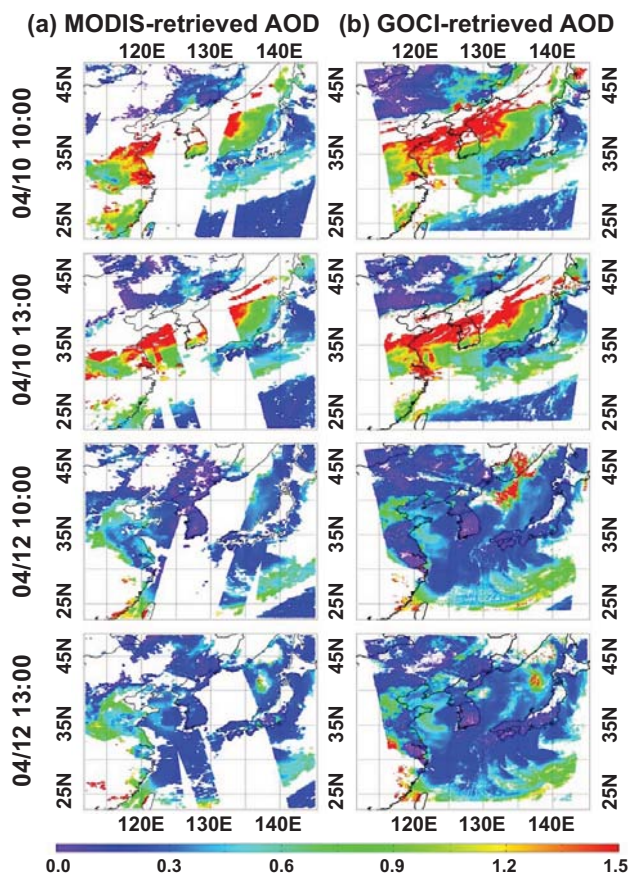 (a) MODIS-retrieved AOD (b) GOCI-retrieved AOD
120E 130E 140E 120E 130E 140E
04/10 10:00
45N 45N
35N 35N
25N 25N
04/10 13:00
45N 45N
35N 35N
25N 25N
04/12 10:00
45N 45N
35N 35N
25N 25N
04/12 13:00
45N 45N
35N 35N
25N 25N
120E 130E 140E 120E 130E 140E
0.0 0.3 0.6 0.9 1.2 1.5